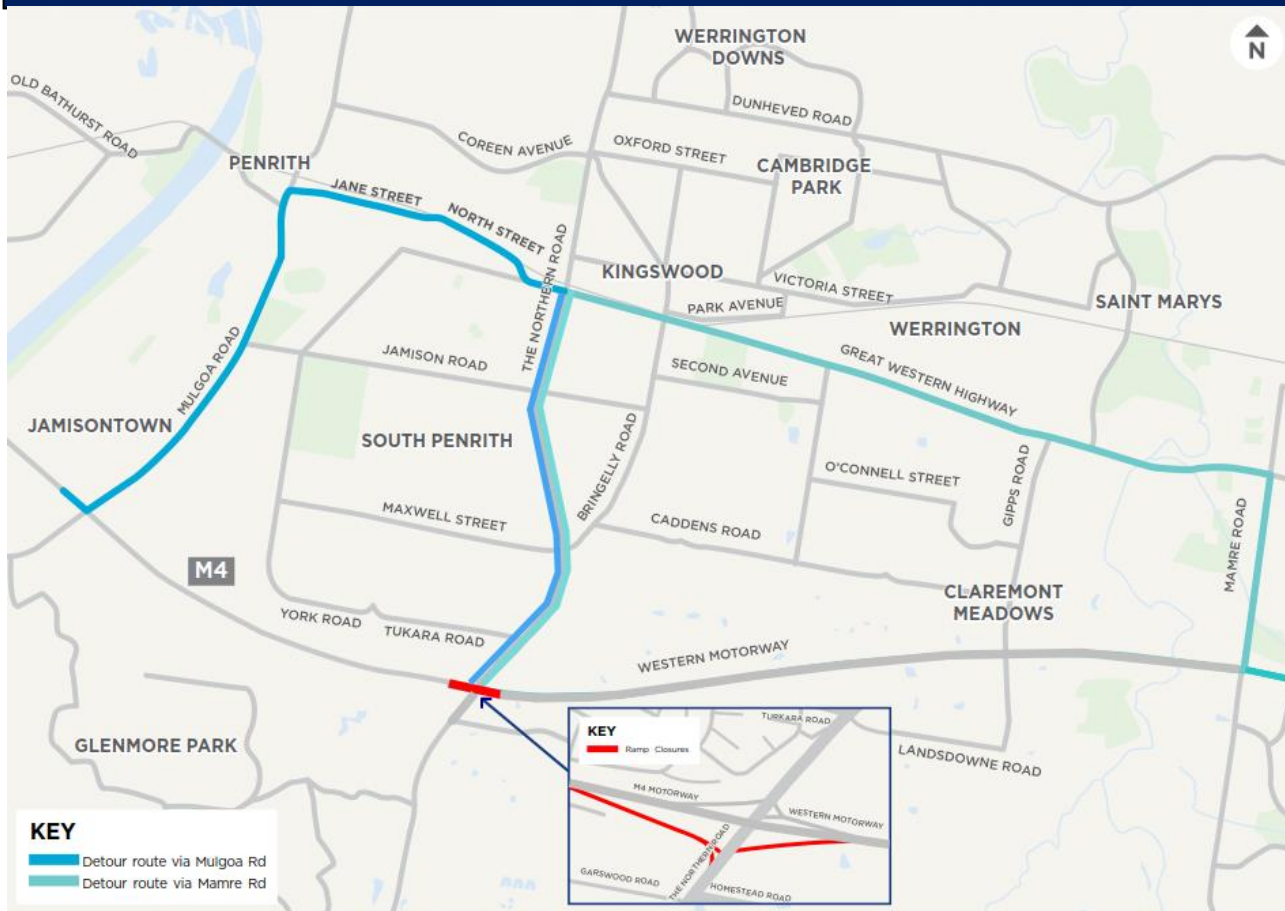 WERRINGTON
DOWNS
N
OLD BATHURST ROAD
DUNHEVED ROAD
COREEN AVENUE
OXFORD STREET
PENRITH
CAMBRIDGE
PARK
JANE STREET
NORTH STREET
THE NORTHERN ROAD
KINGSWOOD
VICTORIA STREET
PARK AVENUE
SAINT MARYS
WERRINGTON
GREAT WESTERN HIGHWAY
MULGOA ROAD
JAMISON ROAD
SECOND AVENUE
JAMISONTOWN
SOUTH PENRITH
BRINGELLY ROAD
O'CONNELL STREET
GIPPS ROAD
MAXWELL STREET
CADDENS ROAD
MAMRE ROAD
M4
CLAREMONT
MEADOWS
YORK ROAD
TUKARA ROAD
WESTERN MOTORWAY
GLENMORE PARK
LANDSDOWNE ROAD
KEY
Ramp Closures
TURKARA ROAD
M4 MOTORWAY
WESTERN MOTORWAY
THE NORTHERN ROAD
GARSWOOD ROAD
HOMESTEAD ROAD
KEY
Detour route via Mulgoa Rd
Detour route via Mamre Rd